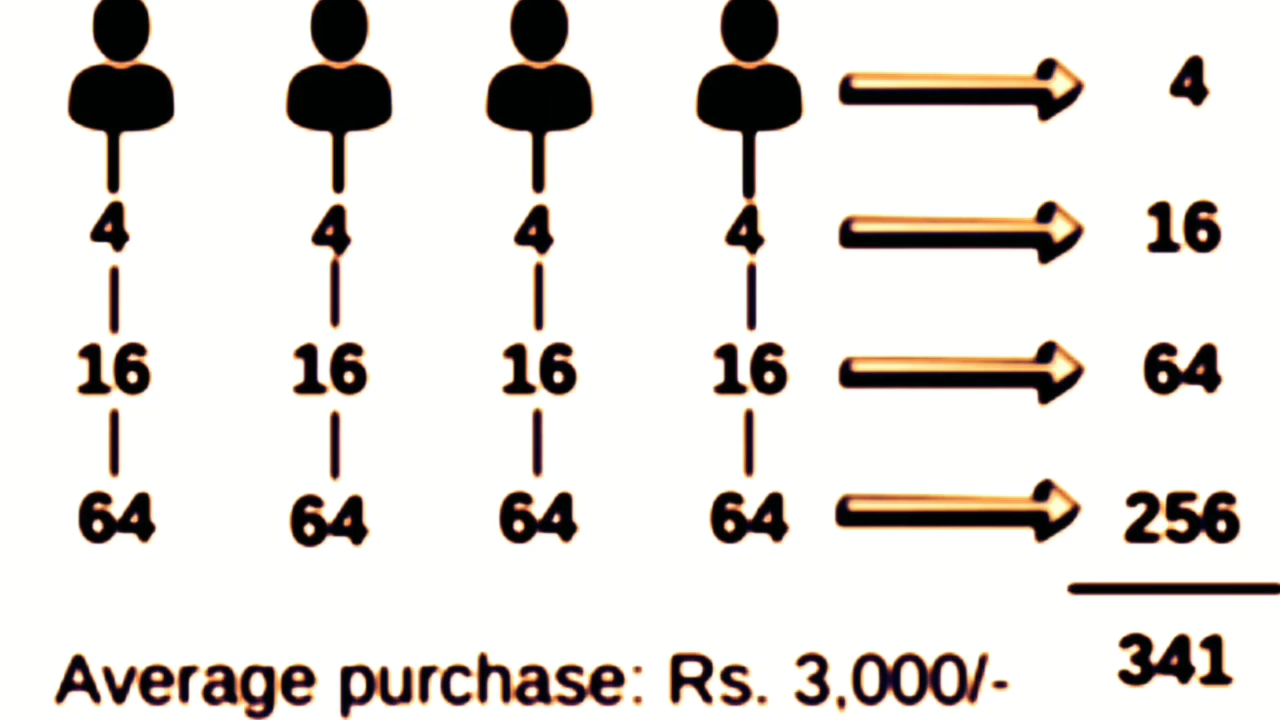 4
4 4 4 4 16
16 16 16 16 64
64 64 64 64 256
341
Average purchase: Rs. 3,000/-